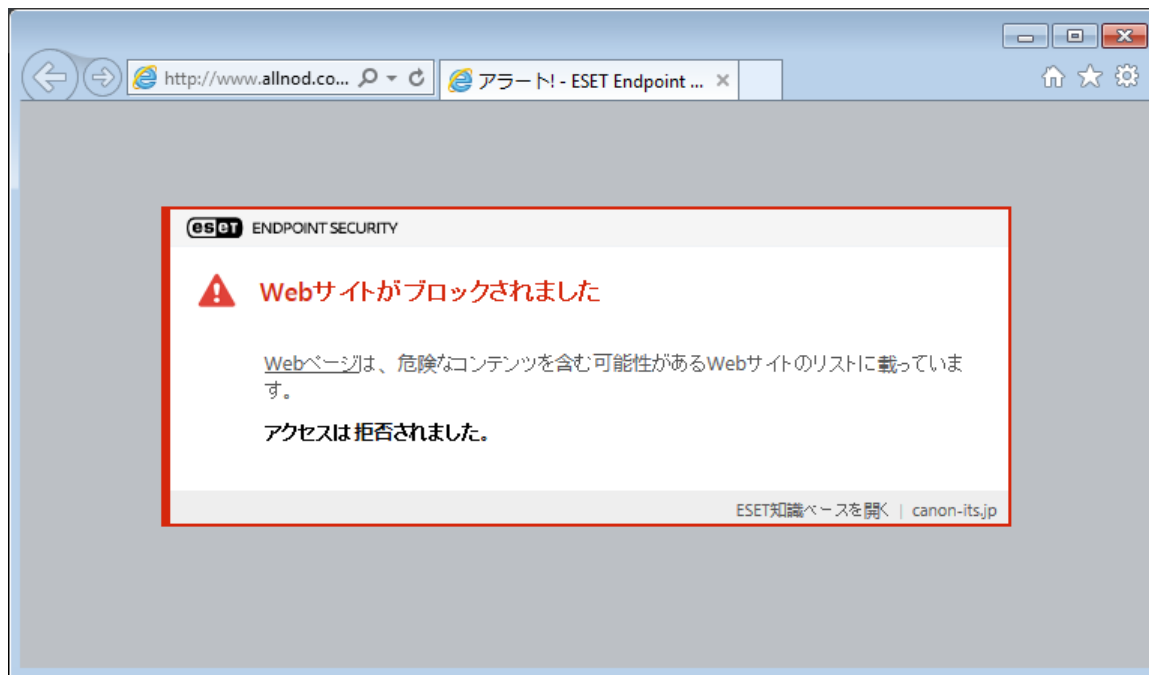 http://www.allnod.co...
アラート! - ESET Endpoint ...
eset ENDPOINT SECURITY
Webサイトがブロックされました
Webページは、危険なコンテンツを含む可能性があるWebサイトのリストに載っていま
す。
アクセスは拒否されました。
ESET知識ベースを開く | canon-its.jp